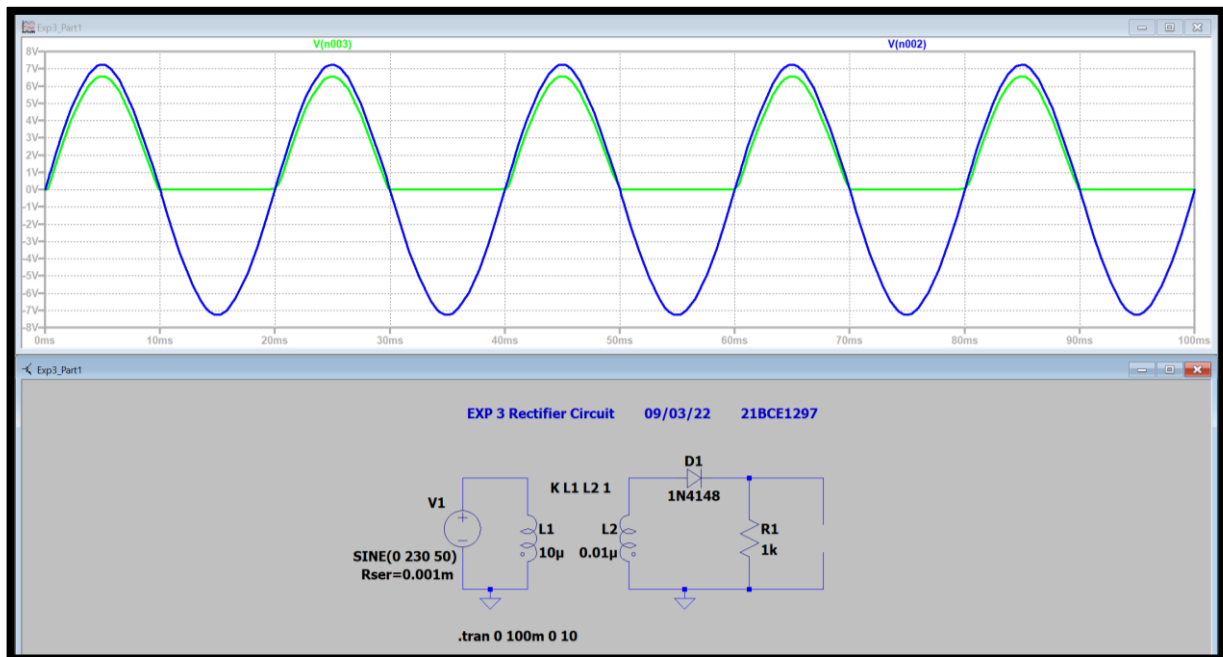 Exp3_Part1
V(n003) V(n002)
8V
7V
6V
5V
4V
3V
2V
1V
0V
-1V
-2V
-3V
-4V
-5V
-6V
-7V
-8V
0ms 10ms 20ms 30ms 40ms 50ms 60ms 70ms 80ms 90ms 100ms
Exp3_Part1
EXP 3 Rectifier Circuit 09/03/22 21BCE1297
D1
K L1 L2 1
1N4148
V1
L1 L2 R1
10µ 0.01µ 1k
SINE(0 230 50)
Rser=0.001m
.tran 0 100m 0 10